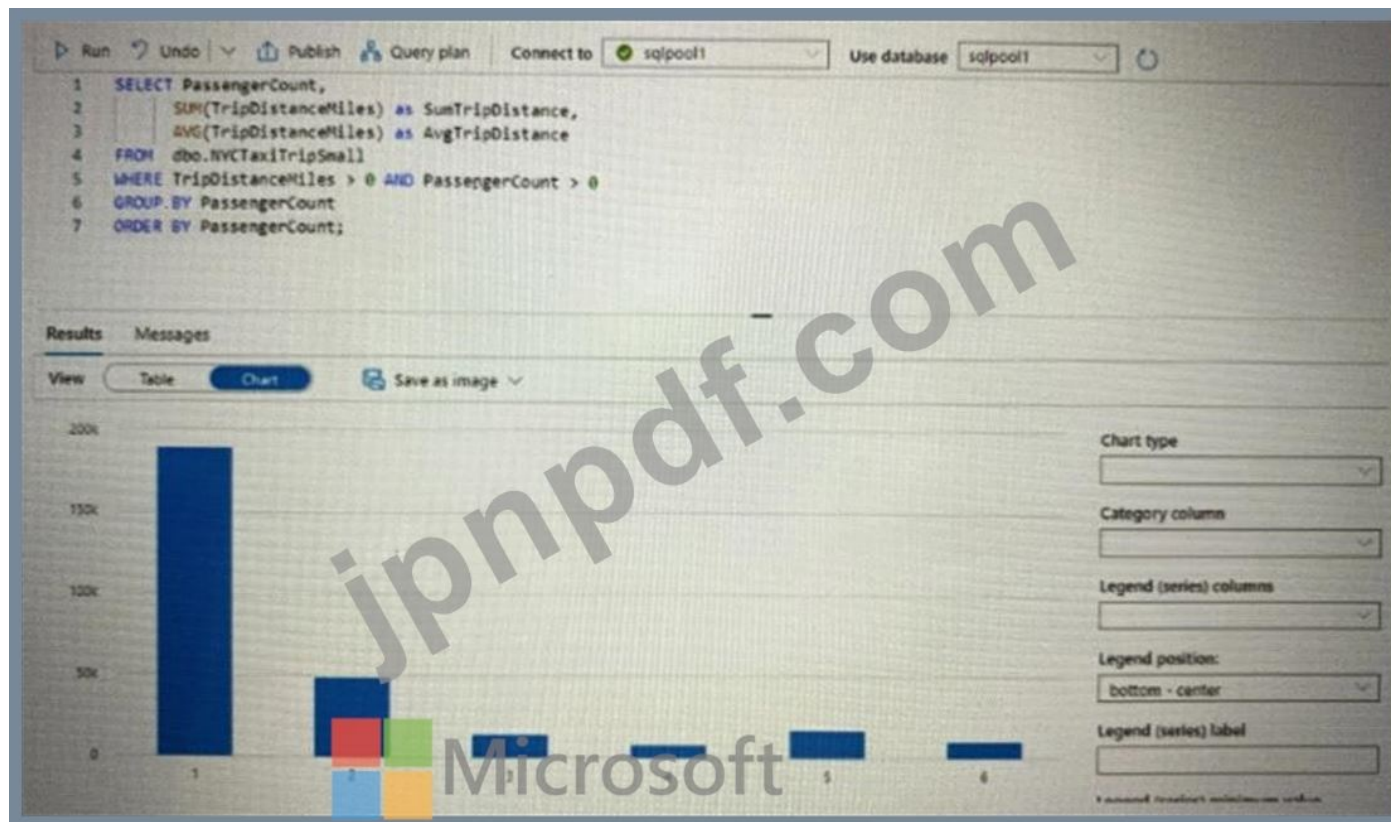 Run Undo Publish Query plan Connect to sqlpool1 Use database sqlpool1
1 SELECT PassengerCount,
2 SUM(TripDistanceMiles) as SumTripDistance,
3 AVG(TripDistanceMiles) as AvgTripDistance
4 FROM dbo.NYCTaxiTripSmall
5 WHERE TripDistanceMiles > 0 AND PassengerCount > 0
6 GROUP BY PassengerCount
7 ORDER BY PassengerCount;
Results Messages
View Table Chart Save as image
200k
150k
100k
50k
0
1 2 3 5 6
Chart type
Category column
Legend (series) columns
Legend position:
bottom - center
Legend (series) label
Legend (series) minimum value
jpnpdf.com
Microsoft